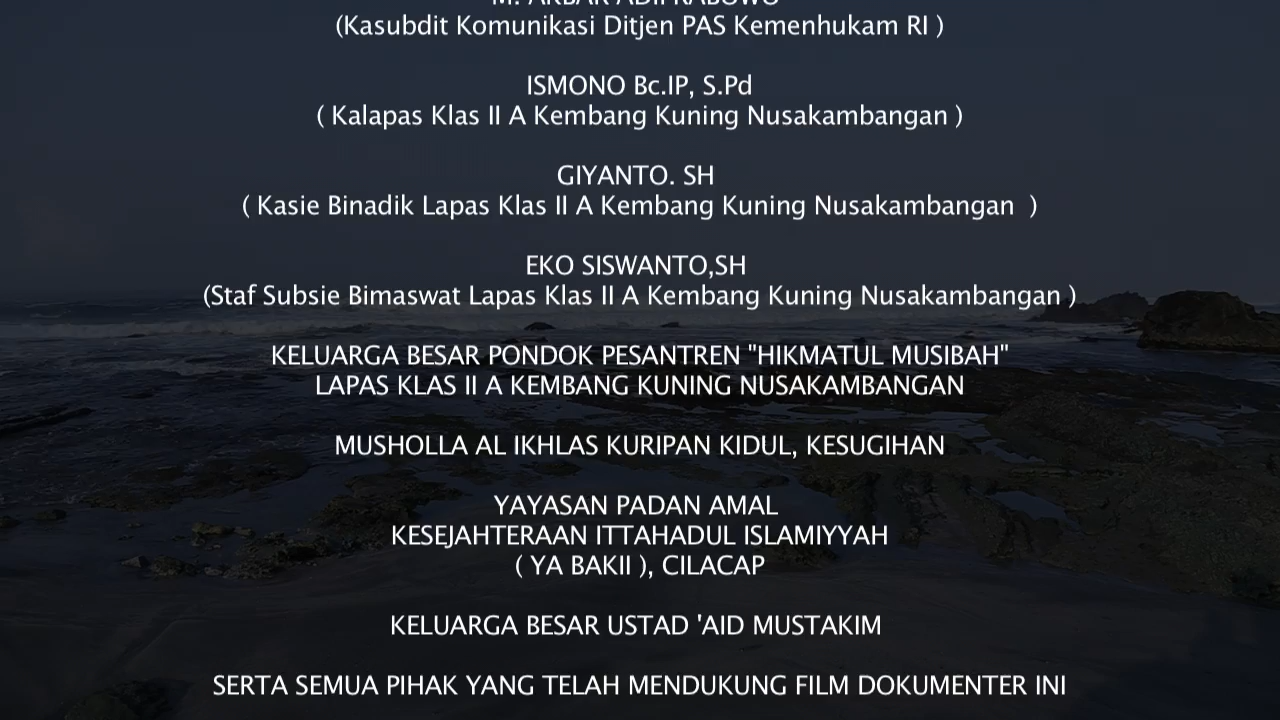 (Kasubdit Komunikasi Ditjen PAS Kemenhukam RI )
ISMONO Bc.IP, S.Pd
( Kalapas Klas II A Kembang Kuning Nusakambangan )
GIYANTO. SH
( Kasie Binadik Lapas Klas II A Kembang Kuning Nusakambangan  )
EKO SISWANTO,SH
(Staf Subsie Bimaswat Lapas Klas II A Kembang Kuning Nusakambangan )
KELUARGA BESAR PONDOK PESANTREN "HIKMATUL MUSIBAH"
LAPAS KLAS II A KEMBANG KUNING NUSAKAMBANGAN
MUSHOLLA AL IKHLAS KURIPAN KIDUL, KESUGIHAN
YAYASAN PADAN AMAL
KESEJAHTERAAN ITTAHADUL ISLAMIYYAH
( YA BAKII ), CILACAP
KELUARGA BESAR USTAD 'AID MUSTAKIM
SERTA SEMUA PIHAK YANG TELAH MENDUKUNG FILM DOKUMENTER INI